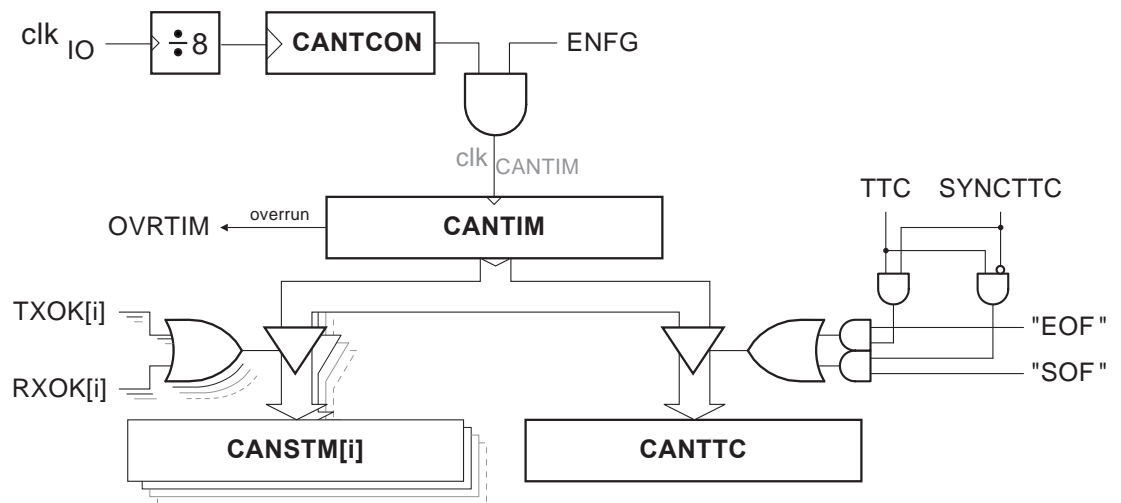 clk IO ÷8 CANTCON ENFG
clk CANTIM
TTC SYNCTTC
OVRTIM overrun CANTIM
TXOK[i]
"EOF"
RXOK[i] "SOF"
CANSTM[i] CANTTC